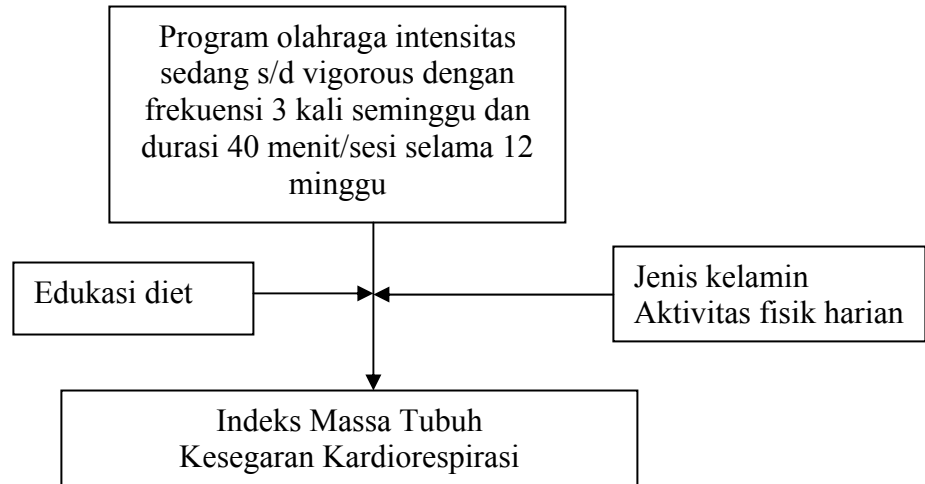 Program olahraga intensitas
sedang s/d vigorous dengan
frekuensi 3 kali seminggu dan
durasi 40 menit/sesi selama 12
minggu
Edukasi diet
Jenis kelamin
Aktivitas fisik harian
Indeks Massa Tubuh
Kesegaran Kardiorespirasi